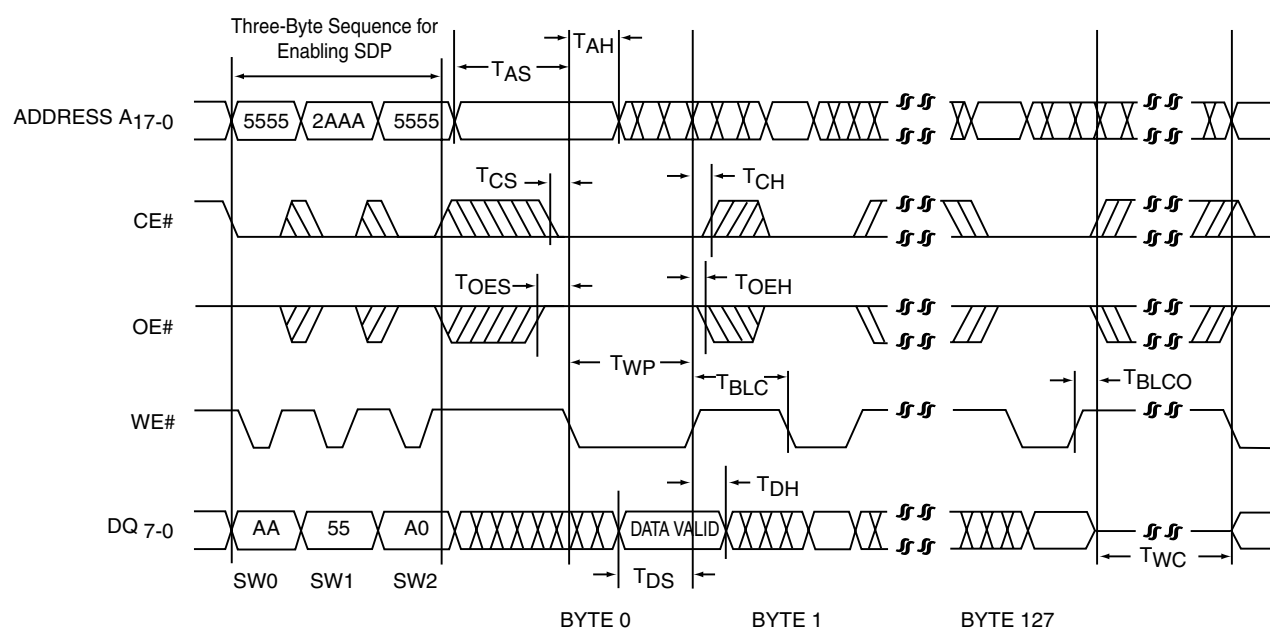 Three-Byte Sequence for
Enabling SDP
TAH
TAS
ADDRESS A17-0
5555
2AAA
5555
TCS
TCH
CE#
TOES
TOEH
OE#
TWP
TBLC
TBLCO
WE#
TDH
DQ 7-0
AA
55
A0
DATA VALID
SW0
SW1
SW2
TDS
TWC
BYTE 0
BYTE 1
BYTE 127